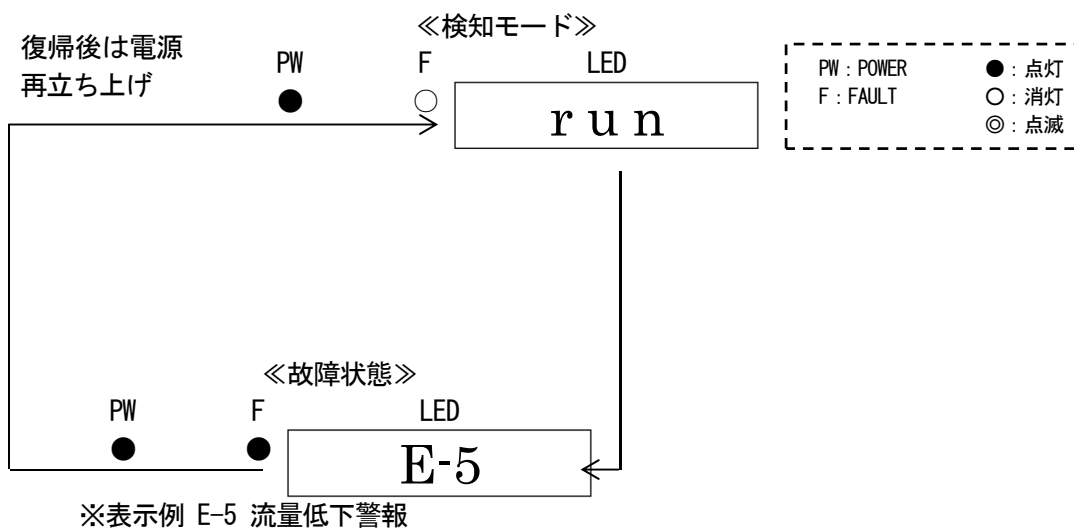 ≪検知モード≫
復帰後は電源
再立ち上げ
PW F LED
run
PW：POWER ●：点灯
F：FAULT ○：消灯
◎：点滅
≪故障状態≫
PW F LED
E-5
※表示例 E-5 流量低下警報